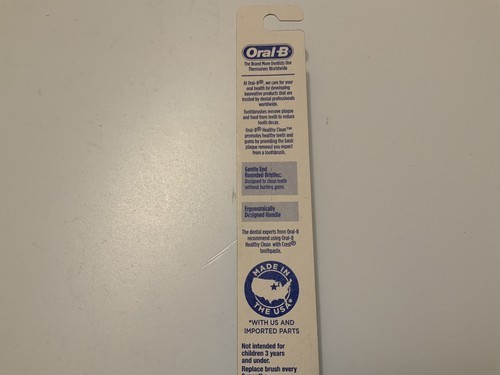 Oral-B
The Brand More Dentists Use
Themselves Worldwide
At Oral-B®, we care for your
oral health by developing
innovative products that are
trusted by dental professionals
worldwide.
Toothbrushes remove plaque
and food from teeth to reduce
tooth decay.
Oral-B® Healthy Clean™
promotes healthy teeth and
gums by providing the basic
plaque removal you expect
from a toothbrush.
Gentle End
Rounded Bristles:
Designed to clean teeth
without hurting gums
Ergonomically
Designed Handle
The dental experts from Oral-B
recommend using Oral-B
Healthy Clean with Crest®
toothpaste.
MADE IN
THE USA*
*WITH US AND
IMPORTED PARTS
Not intended for
children 3 years
and under.
Replace brush every